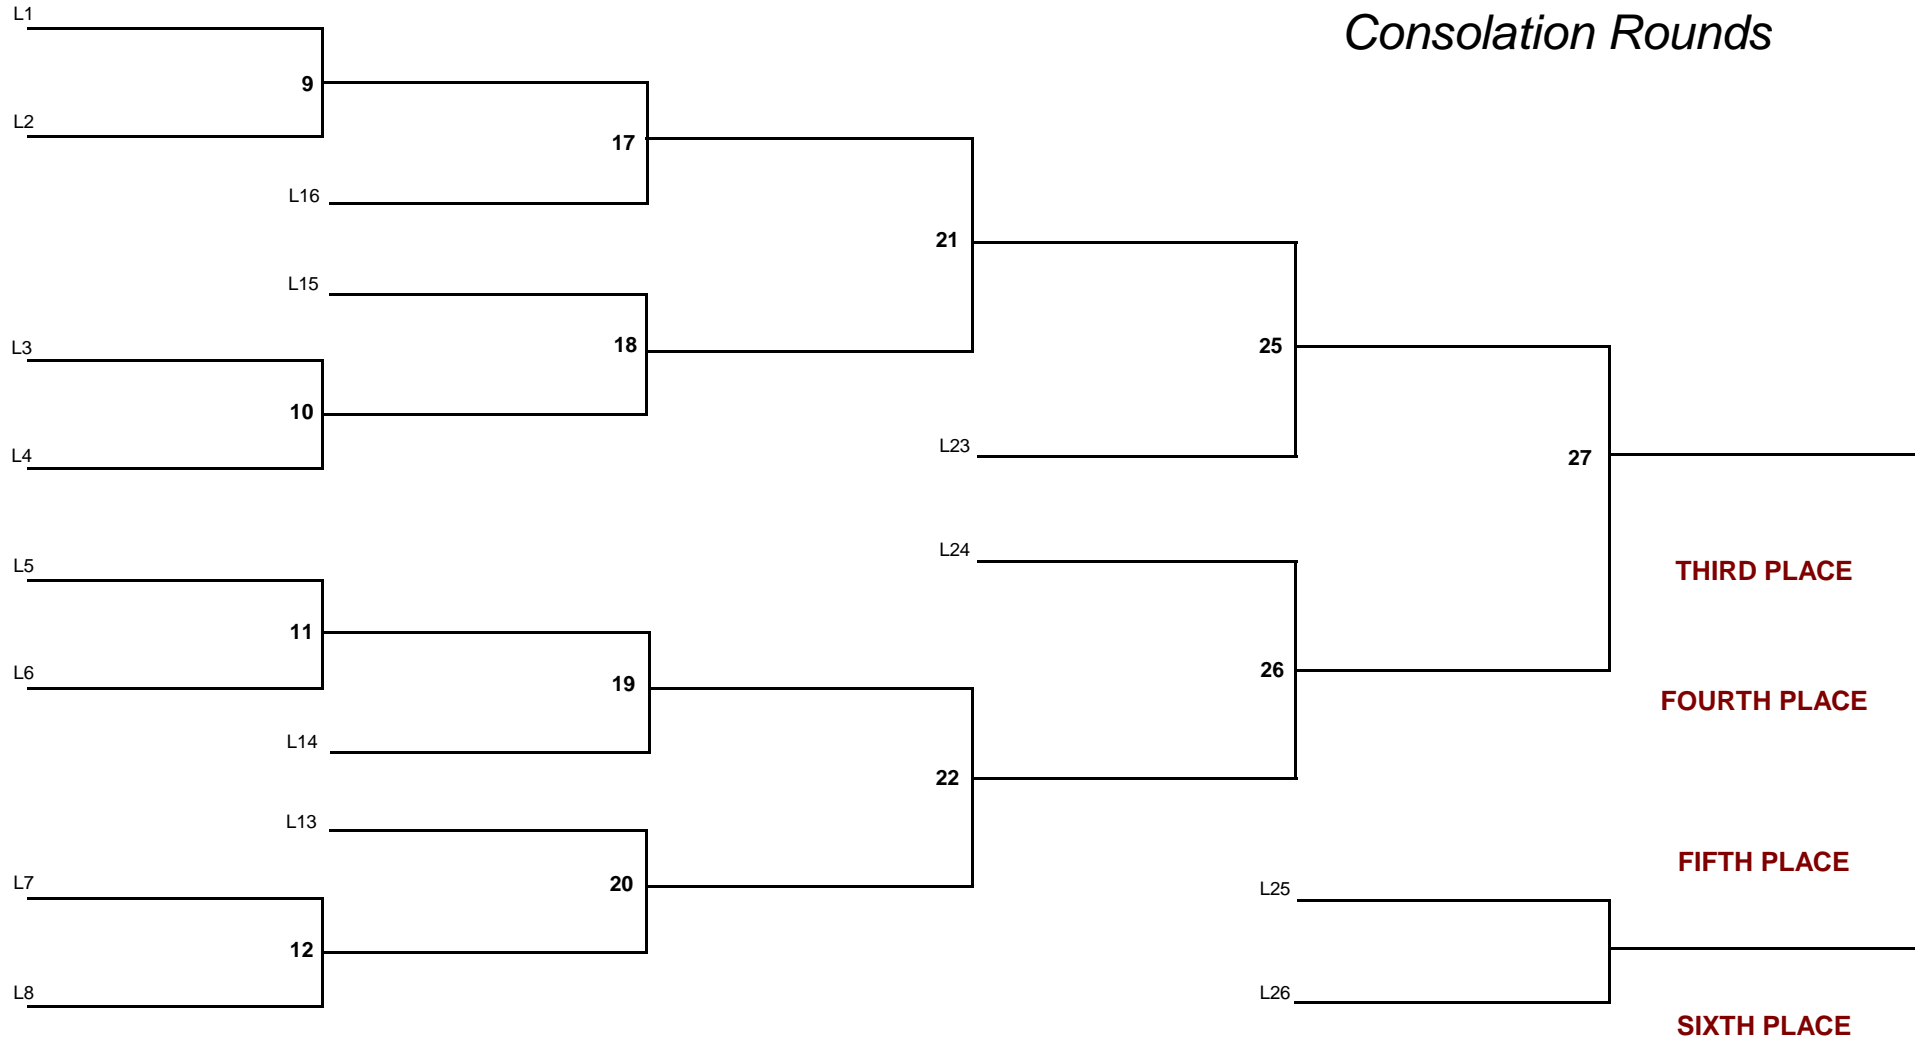 L1
Consolation Rounds
9
L2
17
L16
21
L15
L3
18
25
10
L4
L23
27
L24
L5
THIRD PLACE
11
L6
19
26
FOURTH PLACE
L14
22
L13
FIFTH PLACE
L7
20
L25
12
L8
L26
SIXTH PLACE